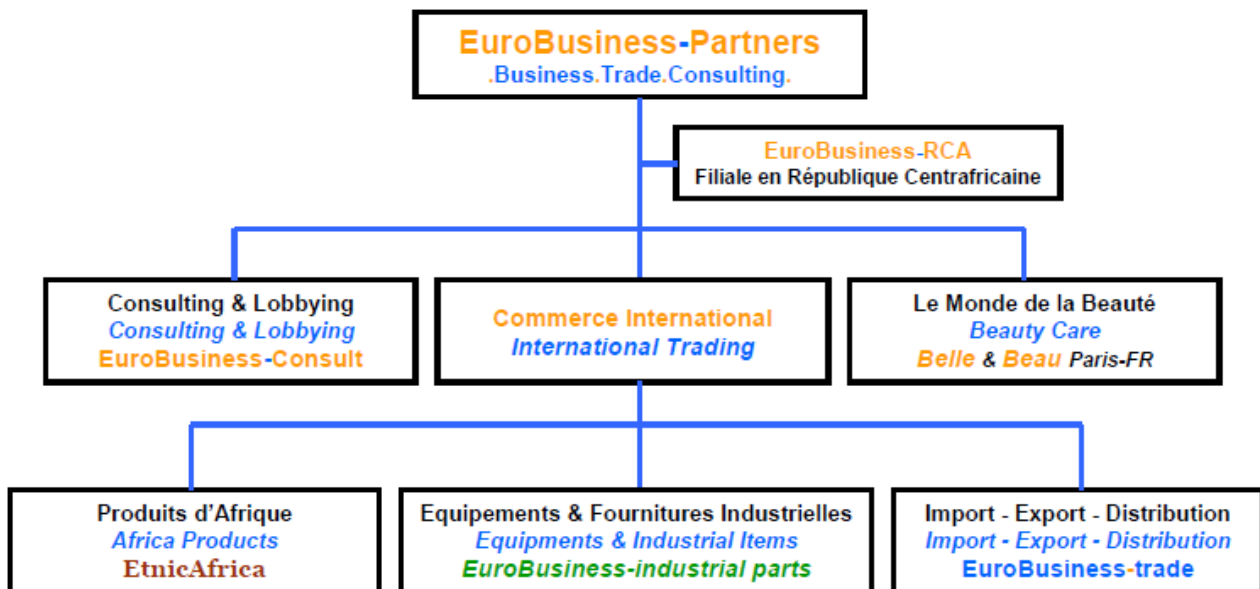 EuroBusiness-Partners
.Business.Trade.Consulting.
EuroBusiness-RCA
Filiale en République Centrafricaine
Consulting & Lobbying
Consulting & Lobbying
EuroBusiness-Consult
Commerce International
International Trading
Le Monde de la Beauté
Beauty Care
Belle & Beau Paris-FR
Produits d'Afrique
Africa Products
EtnicAfrica
Equipements & Fournitures Industrielles
Equipments & Industrial Items
EuroBusiness-industrial parts
Import - Export - Distribution
Import - Export - Distribution
EuroBusiness-trade